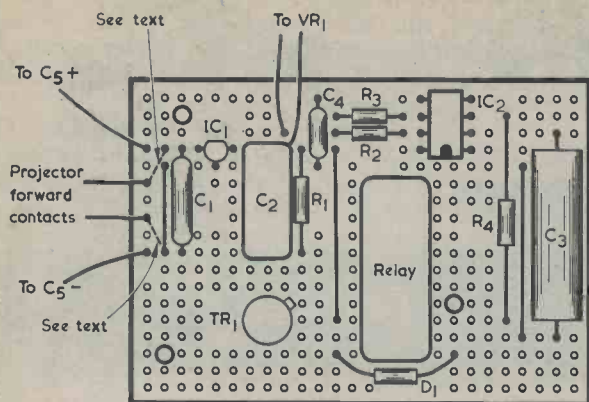 See text
To VR1
To C5+
Projector
forward
contacts
To C5-
See text
IC1
C4
R3
R2
IC2
C1
C2
R1
R4
C3
Relay
TR1
D1